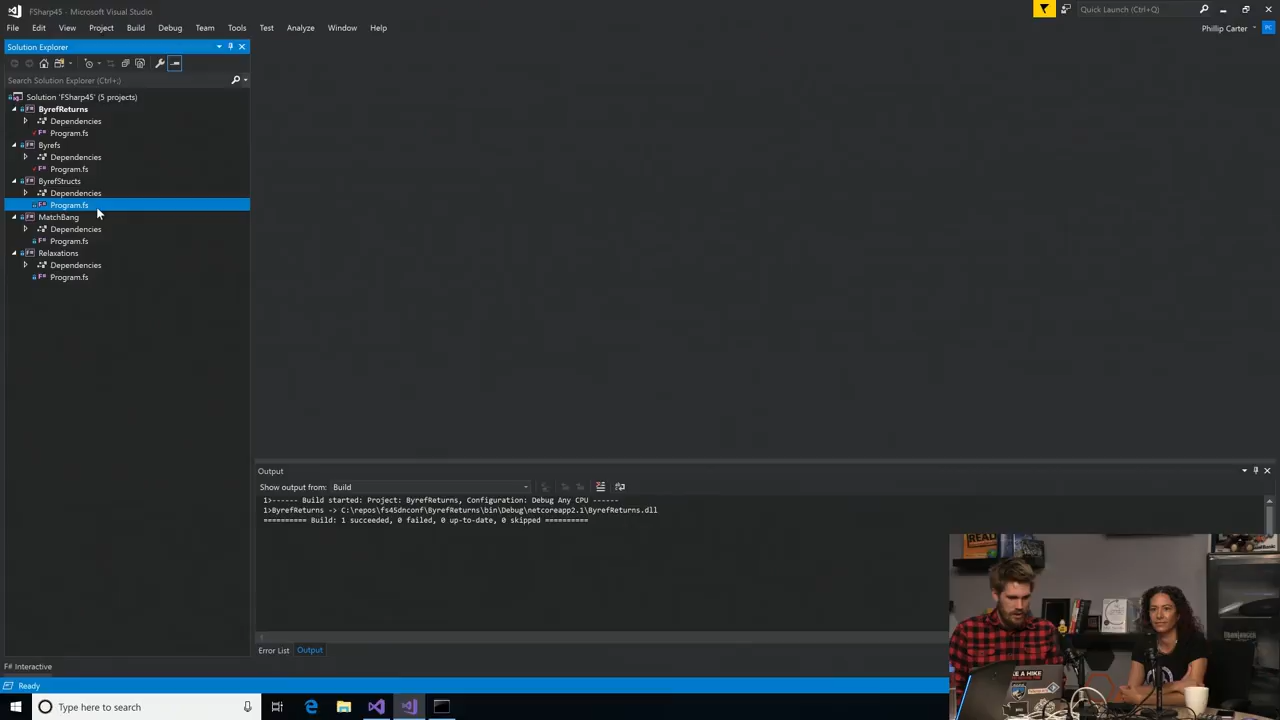 FSharp45 - Microsoft Visual Studio
Quick Launch (Ctrl+Q)
File Edit View Project Build Debug Team Tools Test Analyze Window Help
Phillip Carter
PC
Solution Explorer
Search Solution Explorer (Ctrl+;)
Solution 'FSharp45' (5 projects)
ByrefReturns
Dependencies
F# Program.fs
Byrefs
Dependencies
F# Program.fs
ByrefStructs
Dependencies
F# Program.fs
MatchBang
Dependencies
F# Program.fs
Relaxations
Dependencies
F# Program.fs
Output
Show output from: Build
1>------ Build started: Project: ByrefReturns, Configuration: Debug Any CPU ------
1>ByrefReturns -> C:\repos\fs45dnconf\ByrefReturns\bin\Debug\netcoreapp2.1\ByrefReturns.dll
========== Build: 1 succeeded, 0 failed, 0 up-to-date, 0 skipped ==========
Error List Output
F# Interactive
Ready
Type here to search
READ
TAKE A HIKE